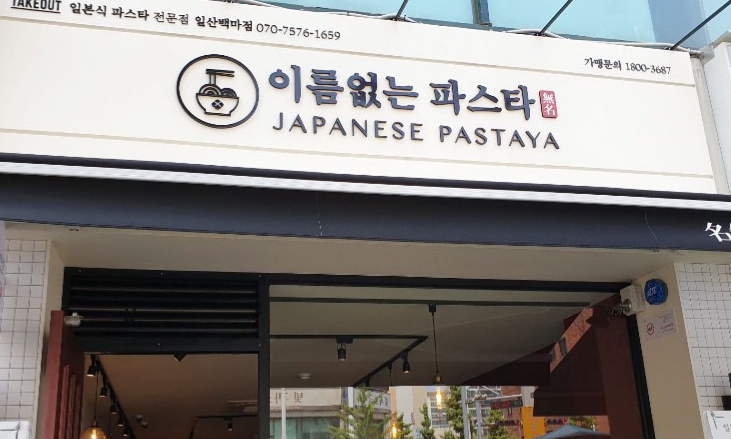 TAKEOUT 일본식 파스타 전문점 일산백마점 070-7576-1659
가맹문의 1800-3687
이름없는 파스타 無名
JAPANESE PASTAYA
名